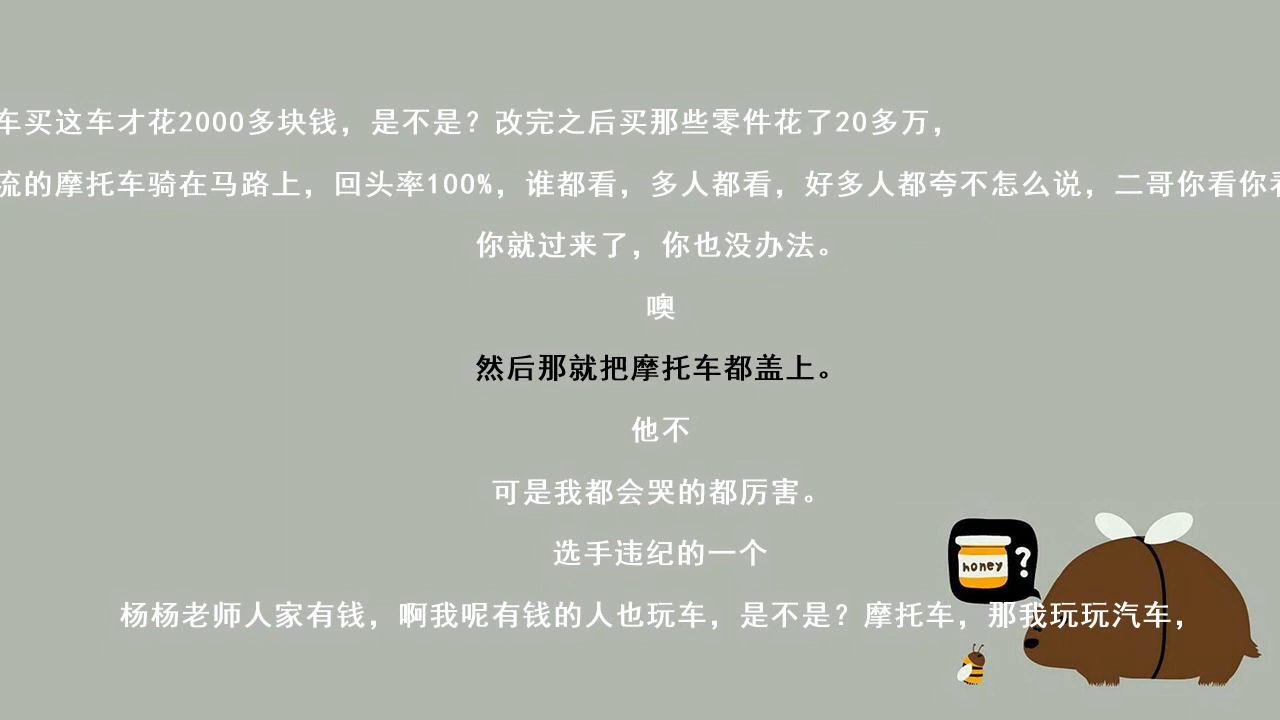 车买这车才花2000多块钱，是不是？改完之后买那些零件花了20多万，
流的摩托车骑在马路上，回头率100%，谁都看，多人都看，好多人都夸不怎么说，二哥你看你看
你就过来了，你也没办法。
噢
然后那就把摩托车都盖上。
他不
可是我都会哭的都厉害。
选手违纪的一个
honey ?
杨杨老师人家有钱，啊我呢有钱的人也玩车，是不是？摩托车，那我玩玩汽车，